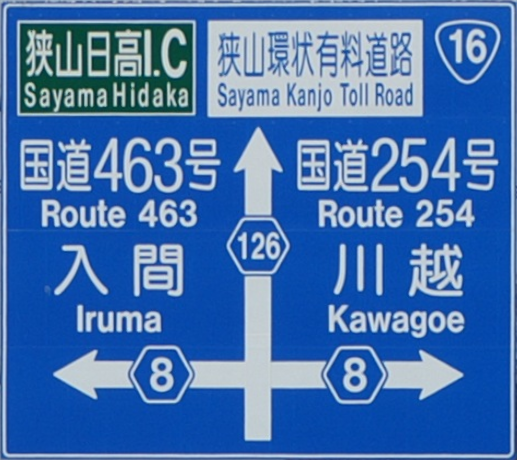 狭山日高I.C
SayamaHidaka
狭山環状有料道路
Sayama Kanjo Toll Road
16
国道463号
Route 463
入間
Iruma
国道254号
Route 254
川越
Kawagoe
126
8
8